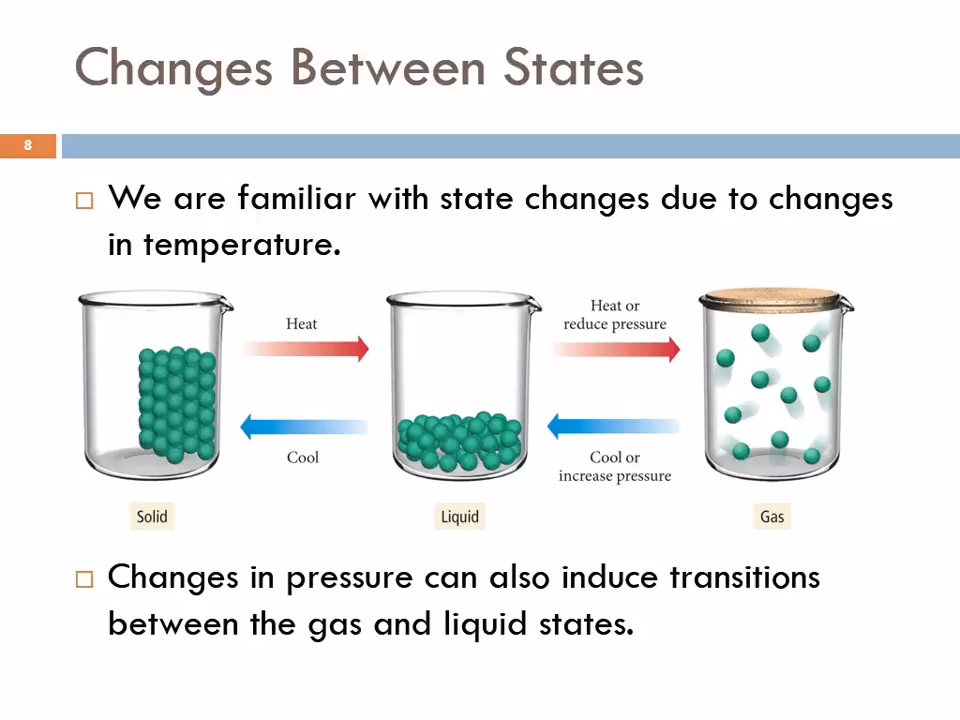 Changes Between States
8
We are familiar with state changes due to changes
in temperature.
Heat
Heat or
reduce pressure
Cool
Cool or
increase pressure
Solid
Liquid
Gas
Changes in pressure can also induce transitions
between the gas and liquid states.